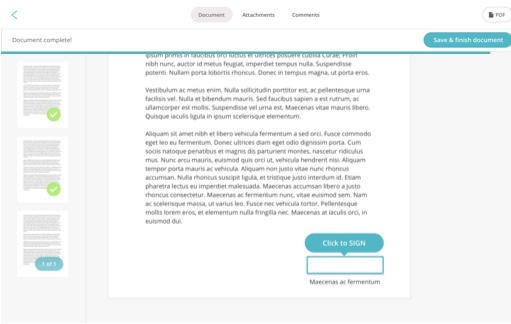 Document
Attachments
Comments
PDF
Document complete!
Save & finish document
ipsum primis in faucibus orci luctus et ultrices posuere cubilia Curae; Proin
nibh nunc, auctor id metus feugiat, imperdiet tempus nulla. Suspendisse
potenti. Nullam porta lobortis rhoncus. Donec in tempus magna, ut porta eros.
Vestibulum ac metus enim. Nulla sollicitudin porttitor est, ac pellentesque urna
facilisis vel. Nulla et bibendum mauris. Sed faucibus sapien a est rutrum, ac
ullamcorper est mollis. Suspendisse vel urna est. Maecenas vitae mauris libero.
Quisque iaculis ligula in ipsum scelerisque elementum.
Aliquam sit amet nibh et libero vehicula fermentum a sed orci. Fusce commodo
eget leo eu fermentum. Donec ultrices diam eget odio dignissim porta. Cum
sociis natoque penatibus et magnis dis parturient montes, nascetur ridiculus
mus. Nunc arcu mauris, euismod quis orci ut, vehicula hendrerit nisi. Aliquam
tempor porta mauris ac vehicula. Aliquam non justo vitae nunc rhoncus
accumsan. Nulla rhoncus suscipit ligula, et tristique justo interdum id. Etiam
pharetra lectus eu imperdiet malesuada. Maecenas accumsan libero a justo
rhoncus consectetur. Maecenas ac fermentum nunc, vitae euismod sem. Nam
ac scelerisque massa, ut varius leo. Fusce nec vehicula tortor. Pellentesque
mollis lorem eros, et elementum nulla fringilla nec. Maecenas at iaculis orci, in
euismod dui.
1 of 1
Click to SIGN
Maecenas ac fermentum